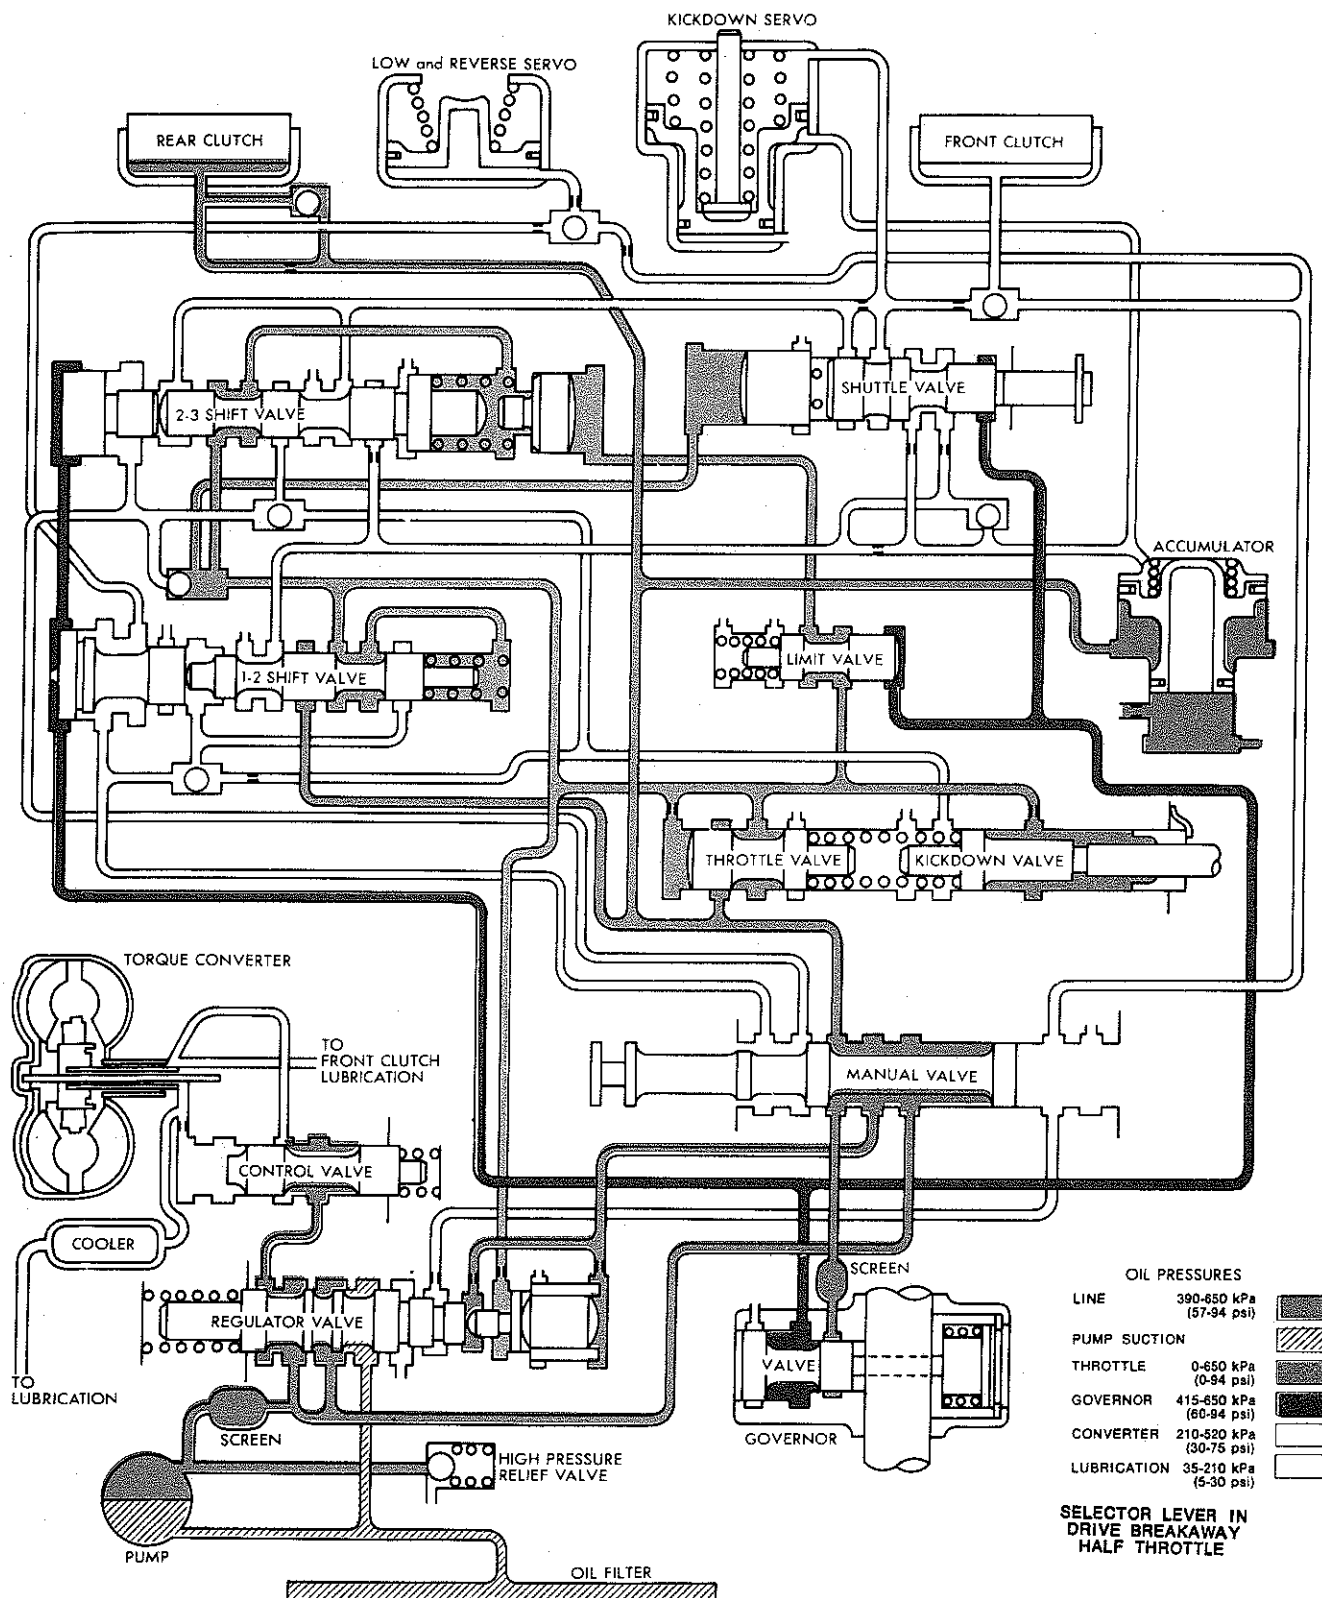 KICKDOWN SERVO
LOW and REVERSE SERVO
REAR CLUTCH
FRONT CLUTCH
2-3 SHIFT VALVE
SHUTTLE VALVE
ACCUMULATOR
LIMIT VALVE
1-2 SHIFT VALVE
THROTTLE VALVE
KICKDOWN VALVE
TORQUE CONVERTER
TO
FRONT CLUTCH
LUBRICATION
MANUAL VALVE
CONTROL VALVE
COOLER
SCREEN
REGULATOR VALVE
VALVE
TO
LUBRICATION
SCREEN
GOVERNOR
HIGH PRESSURE
RELIEF VALVE
PUMP
OIL FILTER
OIL PRESSURES
LINE 390-650 kPa
(57-94 psi)
PUMP SUCTION
THROTTLE 0-650 kPa
(0-94 psi)
GOVERNOR 415-650 kPa
(60-94 psi)
CONVERTER 210-520 kPa
(30-75 psi)
LUBRICATION 35-210 kPa
(5-30 psi)
SELECTOR LEVER IN
DRIVE BREAKAWAY
HALF THROTTLE